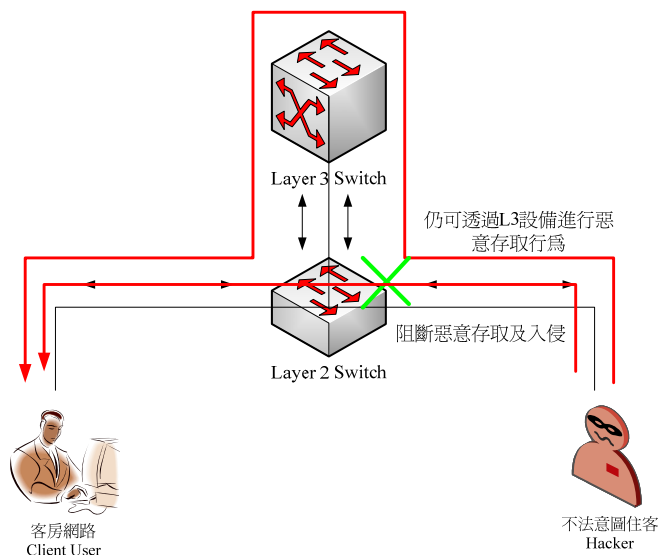 Layer 3 Switch
仍可透過L3設備進行惡
意存取行爲
阻斷惡意存取及入侵
Layer 2 Switch
客房網路
Client User
不法意圖住客
Hacker